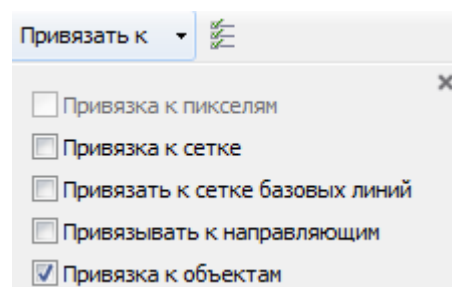 Привязать к
Привязка к пикселям
Привязка к сетке
Привязать к сетке базовых линий
Привязывать к направляющим
Привязка к объектам